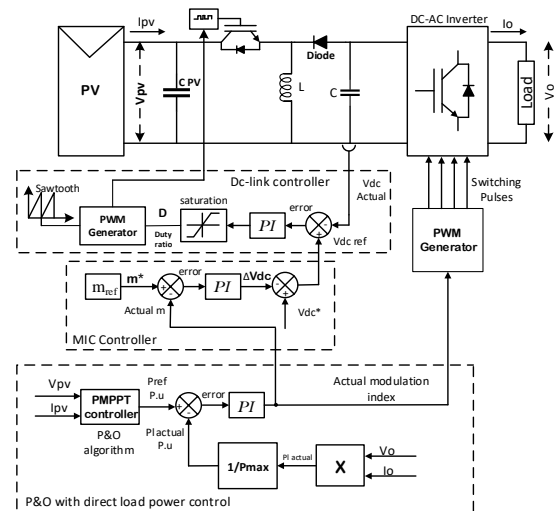 Ipv
DC-AC Inverter
Io
PV
Vpv
C PV
Diode
L
C
Load
Vo
Dc-link controller
Vdc
Actual
Switching
Pulses
Sawtooth
saturation
error
PWM
Generator
D
Duty
ratio
PI
-
+
Vdc ref
PWM
Generator
mref
m*
error
ΔVdc
+
-
PI
-
+
Actual m
Vdc*
MIC Controller
Actual modulation
index
Vpv
Ipv
PMPPT
controller
P&O
algorithm
Pref
P.u
error
+
-
PI
Pl actual
P.u
1/Pmax
Pl actual
X
Vo
Io
P&O with direct load power control